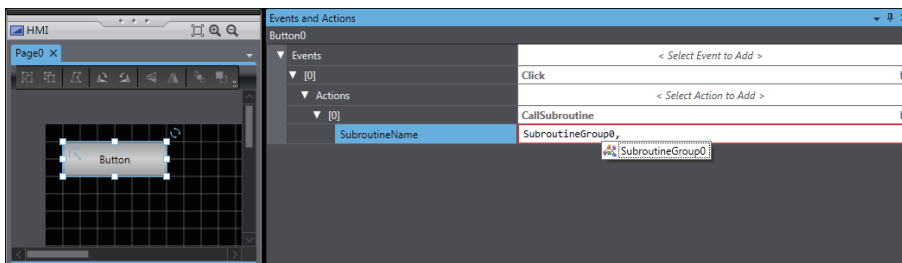 HMI
Page0
Button
Events and Actions
Button0
Events
< Select Event to Add >
[0]
Click
Actions
< Select Action to Add >
[0]
CallSubroutine
SubroutineName
SubroutineGroup0,
SubroutineGroup0